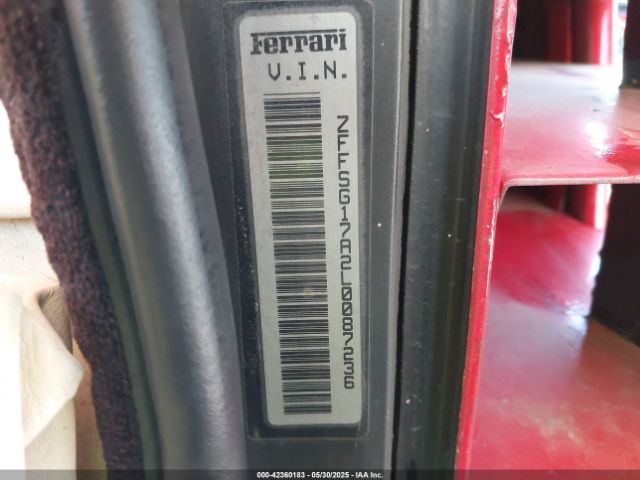 Ferrari
V.I.N.
ZFFSG17A2L0087236
000-42360183 - 05/30/2025 - IAA Inc.